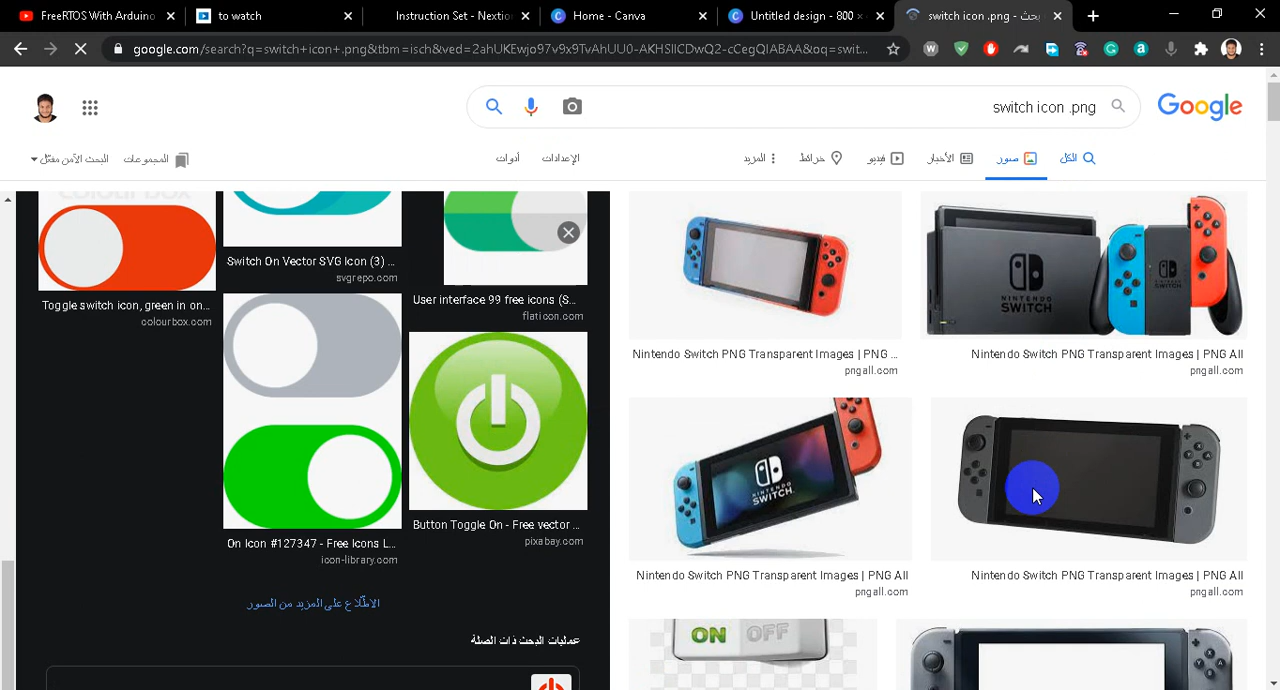 FreeRTOS With Arduino
to watch
Instruction Set - Nextio
Home - Canva
Untitled design - 800 ×
switch icon .png - بحث
google.com/search?q=switch+icon+.png&tbm=isch&ved=2ahUKEwjo97v9x9TvAhUU0-AKHSllCDwQ2-cCegQIABAA&oq=swit...
switch icon .png
Google
الكل
صور
الأخبار
فيديو
خرائط
المزيد
الإعدادات
أدوات
المجموعات
البحث الآمن مفعّل
Toggle switch icon, green in on...
colourbox.com
Switch On Vector SVG Icon (3) ...
svgrepo.com
User interface 99 free icons (S...
flaticon.com
On Icon #127347 - Free Icons L...
icon-library.com
Button Toggle On - Free vector ...
pixabay.com
الاطّلاع على المزيد من الصور
عمليات البحث ذات الصلة
NINTENDO
SWITCH
Nintendo Switch PNG Transparent Images | PNG ...
pngall.com
Nintendo Switch PNG Transparent Images | PNG All
pngall.com
NINTENDO
SWITCH
Nintendo Switch PNG Transparent Images | PNG All
pngall.com
Nintendo Switch PNG Transparent Images | PNG All
pngall.com
ON OFF